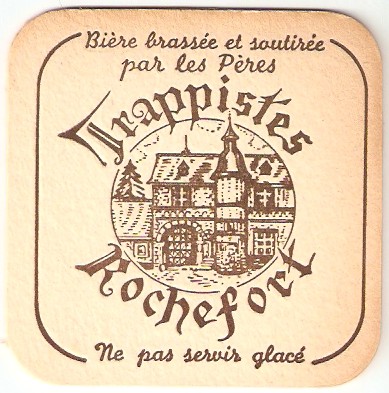 Bière brassée et soutirée
par les Pères
Trappistes
Rochefort
Ne pas servir glacé